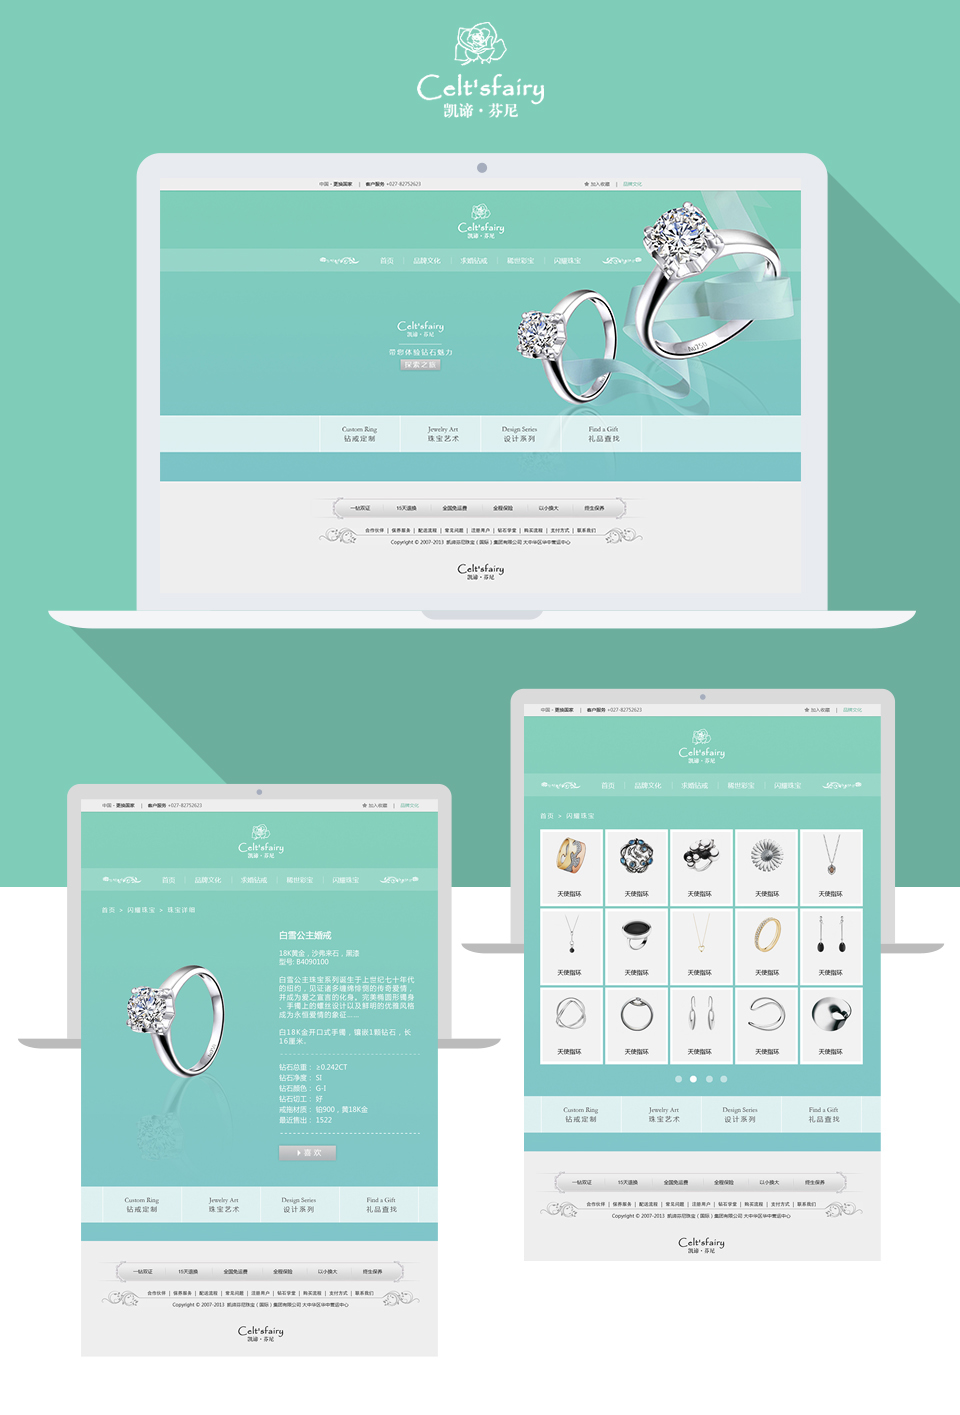 Celt'sfairy
凯谛·芬尼
中国 - 更换国家 | 客户服务 +027-82752623
加入收藏 | 品牌文化
Celt'sfairy
凯谛·芬尼
首页 品牌文化 求婚钻戒 稀世彩宝 闪耀珠宝
Celt'sfairy
凯谛·芬尼
带您体验钻石魅力
探索之旅
Custom Ring
钻戒定制
Jewelry Art
珠宝艺术
Design Series
设计系列
Find a Gift
礼品查找
一钻双证 15天退换 全国免运费 全程保险 以小换大 终生保养
合作伙伴 | 保养服务 | 配送流程 | 常见问题 | 注册用户 | 钻石学堂 | 购买流程 | 支付方式 | 联系我们
Copyright © 2007-2013 凯谛芬尼珠宝（国际）集团有限公司 大中华区华中营运中心
Celt'sfairy
凯谛·芬尼
中国 - 更换国家 | 客户服务 +027-82752623
加入收藏 | 品牌文化
Celt'sfairy
凯谛·芬尼
首页 品牌文化 求婚钻戒 稀世彩宝 闪耀珠宝
首页 > 闪耀珠宝
天使指环 天使指环 天使指环 天使指环 天使指环
天使指环 天使指环 天使指环 天使指环 天使指环
天使指环 天使指环 天使指环 天使指环 天使指环
Custom Ring
钻戒定制
Jewelry Art
珠宝艺术
Design Series
设计系列
Find a Gift
礼品查找
一钻双证 15天退换 全国免运费 全程保险 以小换大 终生保养
合作伙伴 | 保养服务 | 配送流程 | 常见问题 | 注册用户 | 钻石学堂 | 购买流程 | 支付方式 | 联系我们
Copyright © 2007-2013 凯谛芬尼珠宝（国际）集团有限公司 大中华区华中营运中心
Celt'sfairy
凯谛·芬尼
中国 - 更换国家 | 客户服务 +027-82752623
加入收藏 | 品牌文化
Celt'sfairy
凯谛·芬尼
首页 品牌文化 求婚钻戒 稀世彩宝 闪耀珠宝
首页 > 闪耀珠宝 > 珠宝详细
白雪公主婚戒
18K黄金，沙弗来石，黑漆
型号: B4090100
白雪公主珠宝系列诞生于上世纪七十年代
的纽约，见证诸多缠绵悱恻的传奇爱情，
并成为爱之宣言的化身。完美椭圆形镯身
、手镯上的螺丝设计以及鲜明的优雅风格
成为永恒爱情的象征……
白18K金开口式手镯，镶嵌1颗钻石，长
16厘米。
钻石总重： ≥0.242CT
钻石净度： SI
钻石颜色： G-I
钻石切工： 好
戒拖材质： 铂900，黄18K金
最近售出： 1522
喜 欢
Custom Ring
钻戒定制
Jewelry Art
珠宝艺术
Design Series
设计系列
Find a Gift
礼品查找
一钻双证 15天退换 全国免运费 全程保险 以小换大 终生保养
合作伙伴 | 保养服务 | 配送流程 | 常见问题 | 注册用户 | 钻石学堂 | 购买流程 | 支付方式 | 联系我们
Copyright © 2007-2013 凯谛芬尼珠宝（国际）集团有限公司 大中华区华中营运中心
Celt'sfairy
凯谛·芬尼